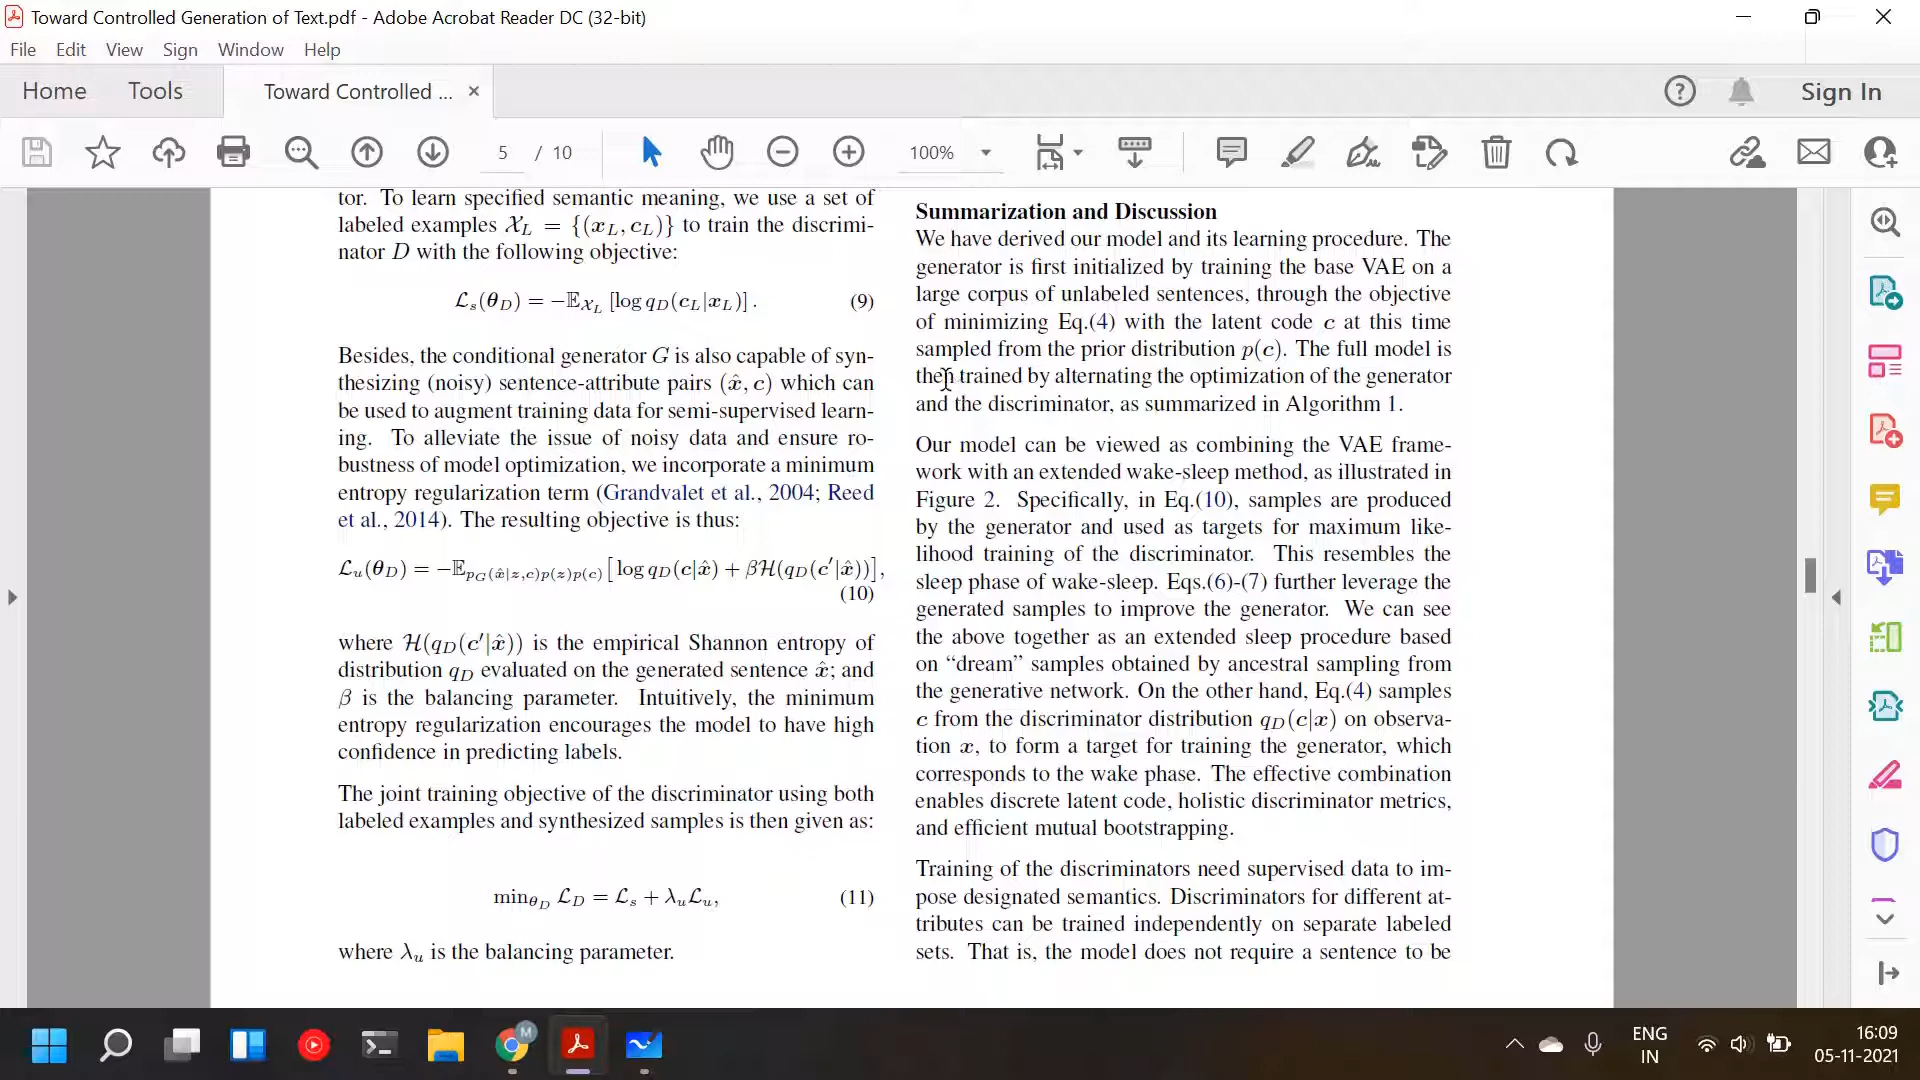 Toward Controlled Generation of Text.pdf - Adobe Acrobat Reader DC (32-bit)
File Edit View Sign Window Help
Home Tools Toward Controlled ... × Sign In
5 / 10 100%
tor. To learn specified semantic meaning, we use a set of
labeled examples 𝒳_L = {(x_L, c_L)} to train the discrimi-
nator D with the following objective:
ℒ_s(θ_D) = −𝔼_{𝒳_L} [log q_D(c_L|x_L)] . (9)
Besides, the conditional generator G is also capable of syn-
thesizing (noisy) sentence-attribute pairs (x̂, c) which can
be used to augment training data for semi-supervised learn-
ing. To alleviate the issue of noisy data and ensure ro-
bustness of model optimization, we incorporate a minimum
entropy regularization term (Grandvalet et al., 2004; Reed
et al., 2014). The resulting objective is thus:
ℒ_u(θ_D) = −𝔼_{p_G(x̂|z,c)p(z)p(c)} [log q_D(c|x̂) + βℋ(q_D(c′|x̂))],
(10)
where ℋ(q_D(c′|x̂)) is the empirical Shannon entropy of
distribution q_D evaluated on the generated sentence x̂; and
β is the balancing parameter. Intuitively, the minimum
entropy regularization encourages the model to have high
confidence in predicting labels.
The joint training objective of the discriminator using both
labeled examples and synthesized samples is then given as:
min_{θ_D} ℒ_D = ℒ_s + λ_uℒ_u, (11)
where λ_u is the balancing parameter.
Summarization and Discussion
We have derived our model and its learning procedure. The
generator is first initialized by training the base VAE on a
large corpus of unlabeled sentences, through the objective
of minimizing Eq.(4) with the latent code c at this time
sampled from the prior distribution p(c). The full model is
then trained by alternating the optimization of the generator
and the discriminator, as summarized in Algorithm 1.
Our model can be viewed as combining the VAE frame-
work with an extended wake-sleep method, as illustrated in
Figure 2. Specifically, in Eq.(10), samples are produced
by the generator and used as targets for maximum like-
lihood training of the discriminator. This resembles the
sleep phase of wake-sleep. Eqs.(6)-(7) further leverage the
generated samples to improve the generator. We can see
the above together as an extended sleep procedure based
on “dream” samples obtained by ancestral sampling from
the generative network. On the other hand, Eq.(4) samples
c from the discriminator distribution q_D(c|x) on observa-
tion x, to form a target for training the generator, which
corresponds to the wake phase. The effective combination
enables discrete latent code, holistic discriminator metrics,
and efficient mutual bootstrapping.
Training of the discriminators need supervised data to im-
pose designated semantics. Discriminators for different at-
tributes can be trained independently on separate labeled
sets. That is, the model does not require a sentence to be
M
ENG
IN
16:09
05-11-2021